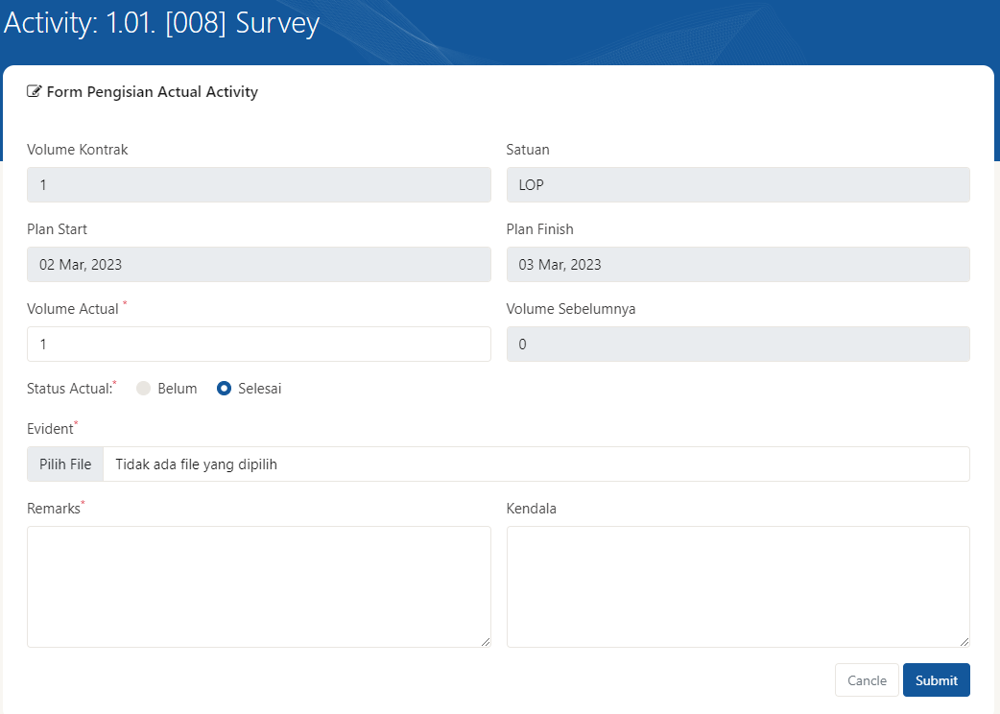 Activity: 1.01. [008] Survey
Form Pengisian Actual Activity
Volume Kontrak
Satuan
1
LOP
Plan Start
Plan Finish
02 Mar, 2023
03 Mar, 2023
Volume Actual *
Volume Sebelumnya
1
0
Status Actual:* Belum Selesai
Evident*
Pilih File Tidak ada file yang dipilih
Remarks*
Kendala
Cancle
Submit